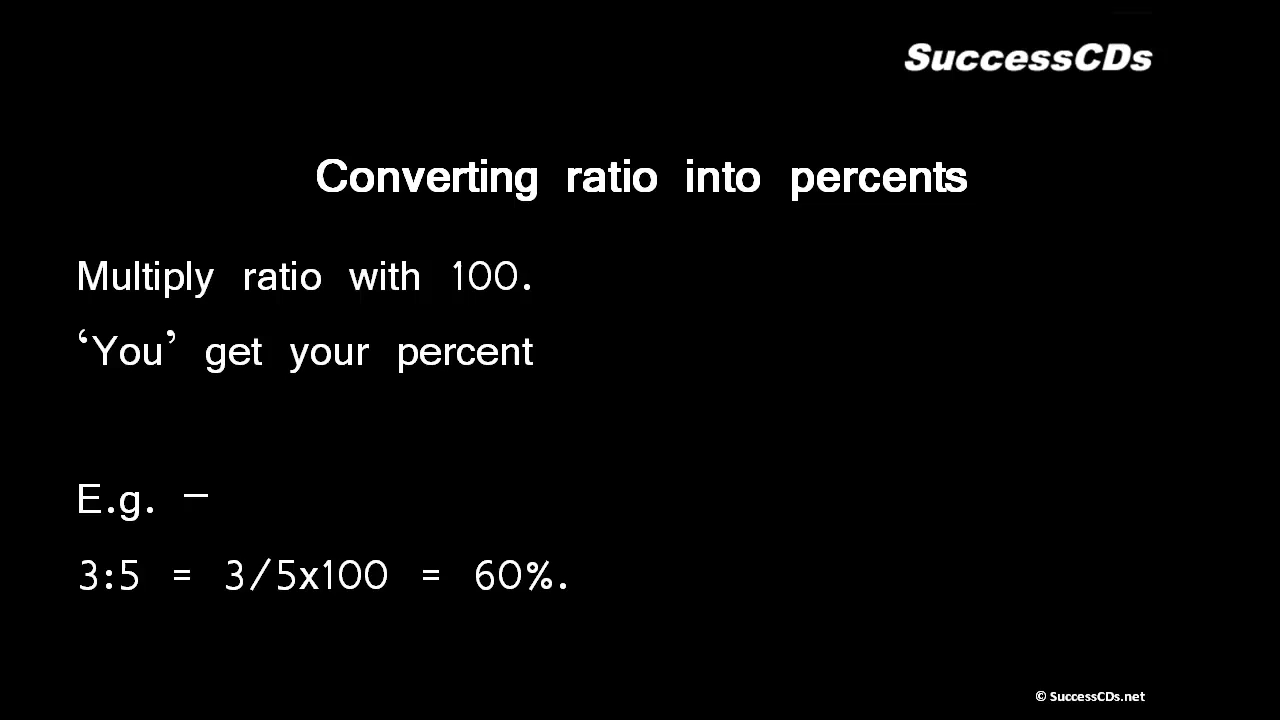 SuccessCDs
Converting ratio into percents
Multiply ratio with 100.
‘You’ get your percent
E.g. –
3:5 = 3/5x100 = 60%.
© SuccessCDs.net